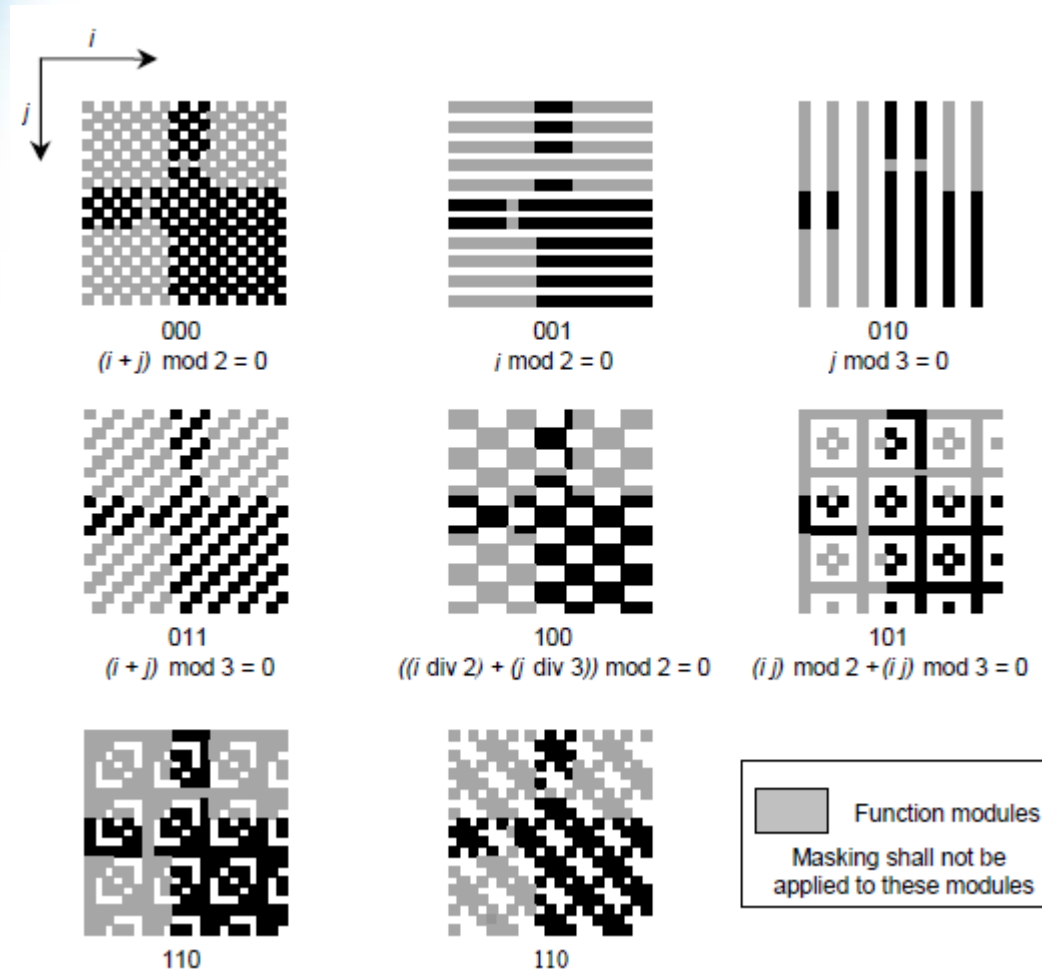 i
j
000 001 010
(i + j) mod 2 = 0 i mod 2 = 0 j mod 3 = 0
011 100 101
(i + j) mod 3 = 0 ((i div 2) + (j div 3)) mod 2 = 0 (i j) mod 2 + (i j) mod 3 = 0
Function modules
Masking shall not be
applied to these modules
110 110